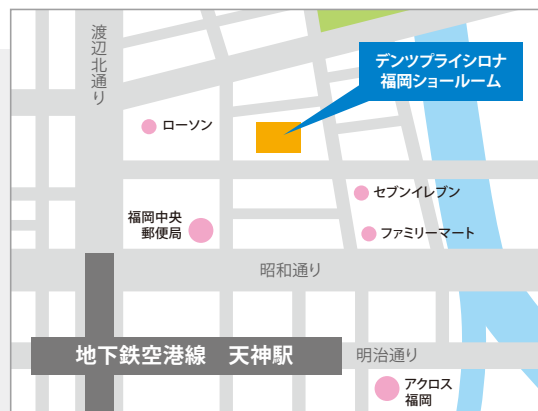 渡辺北通り
デンツプライシロナ
福岡ショールーム
ローソン
セブンイレブン
福岡中央
郵便局
ファミリーマート
昭和通り
地下鉄空港線 天神駅
明治通り
アクロス
福岡